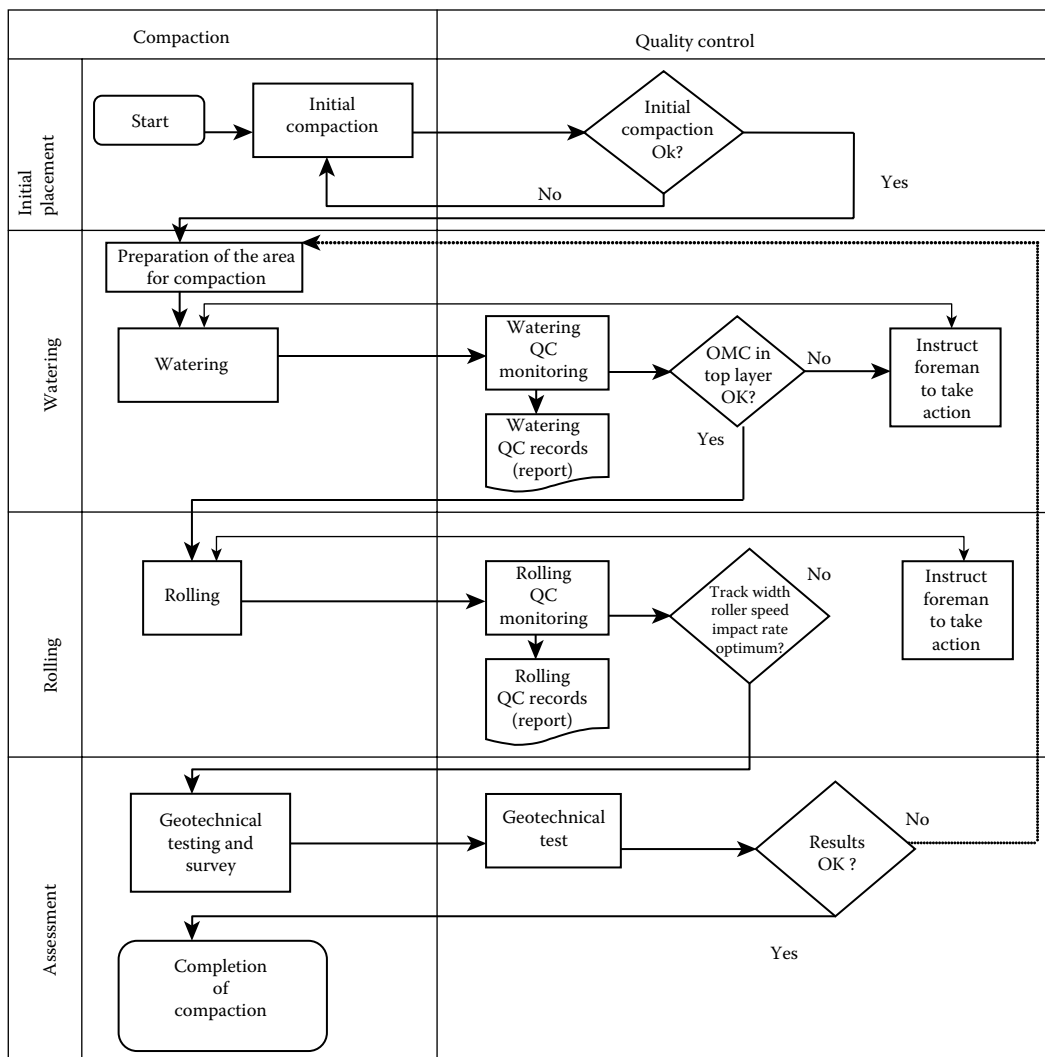 Compaction
Quality control
Initial
placement
Start
Initial
compaction
Initial
compaction
Ok?
No
Yes
Watering
Preparation of the area
for compaction
Watering
Watering
QC
monitoring
Watering
QC records
(report)
OMC in
top layer
OK?
No
Yes
Instruct
foreman
to take
action
Rolling
Rolling
Rolling
QC
monitoring
Rolling
QC records
(report)
Track width
roller speed
impact rate
optimum?
No
Instruct
foreman
to take
action
Assessment
Geotechnical
testing and
survey
Geotechnical
test
Results
OK ?
No
Yes
Completion
of
compaction